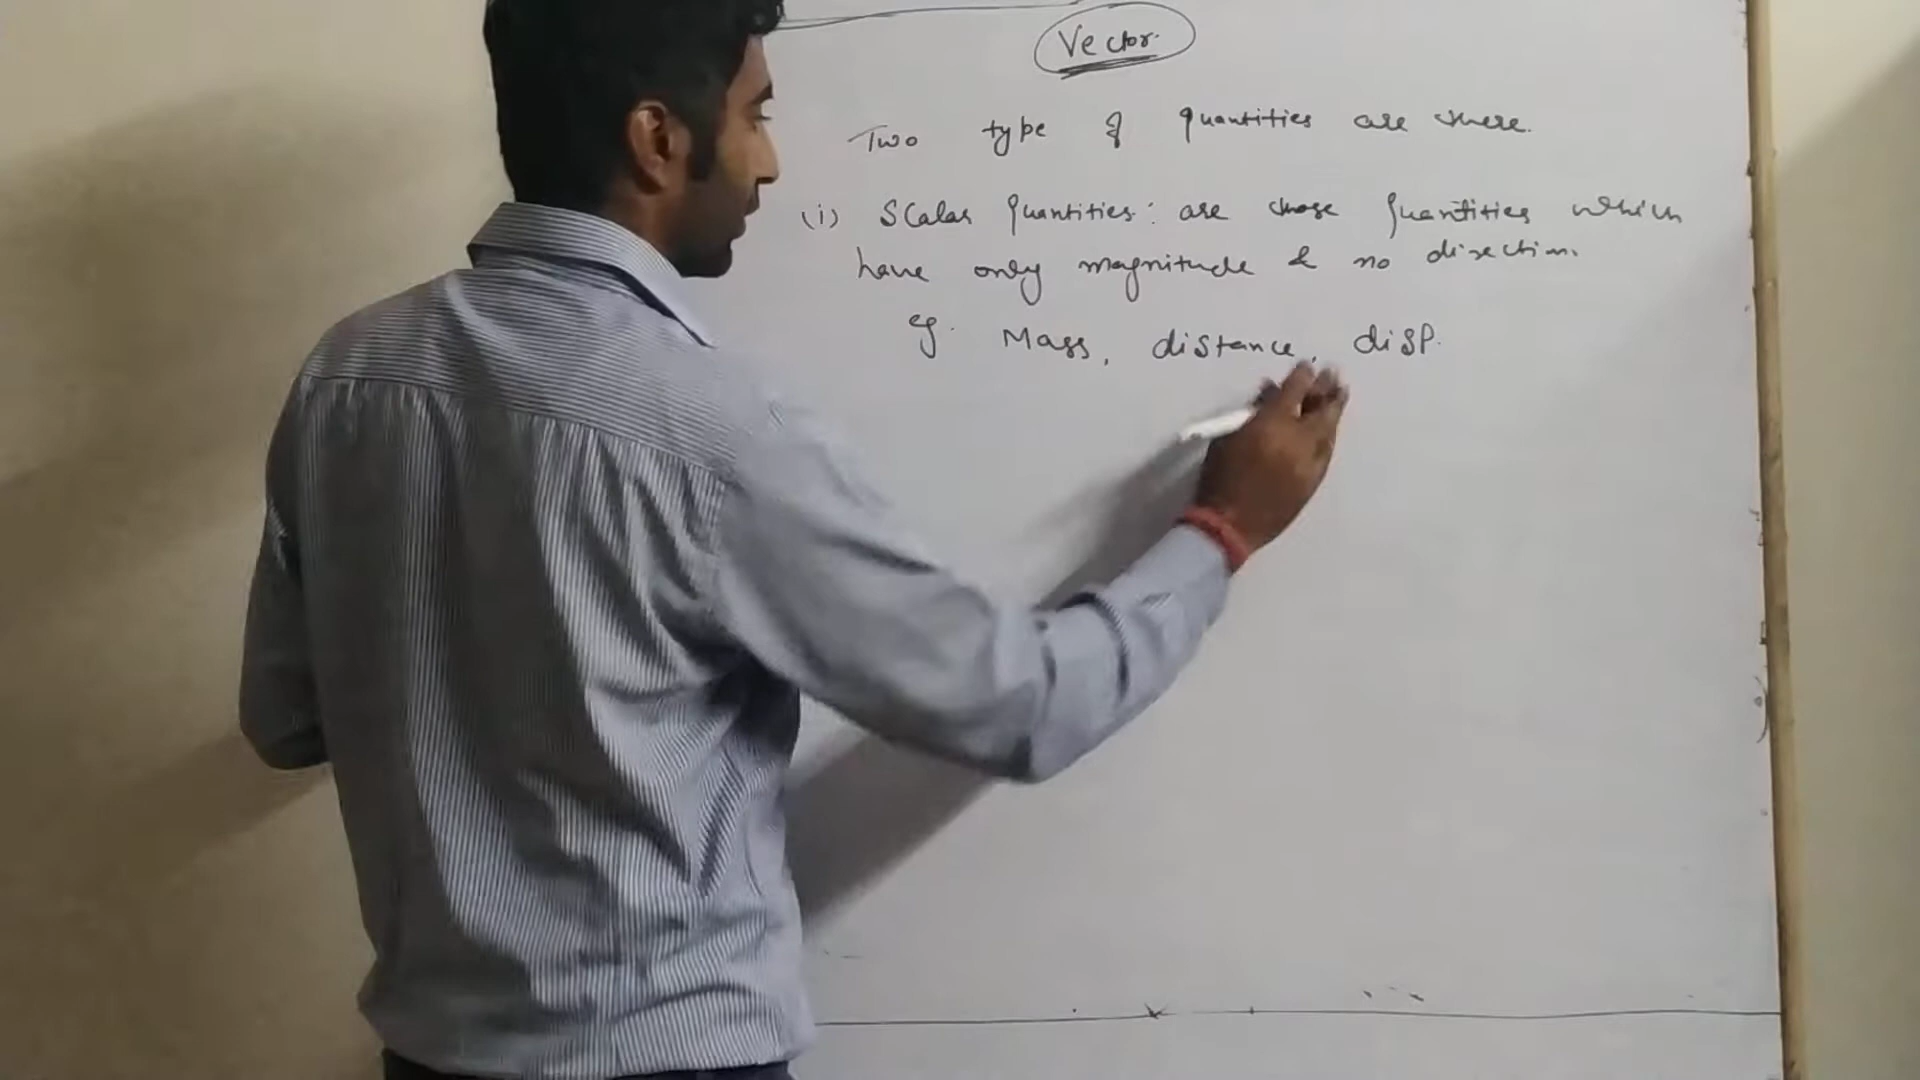 Vector.
Two type of quantities are there.
(i) Scalar quantities: are those quantities which
have only magnitude & no direction.
eg. Mass, distance, disp.